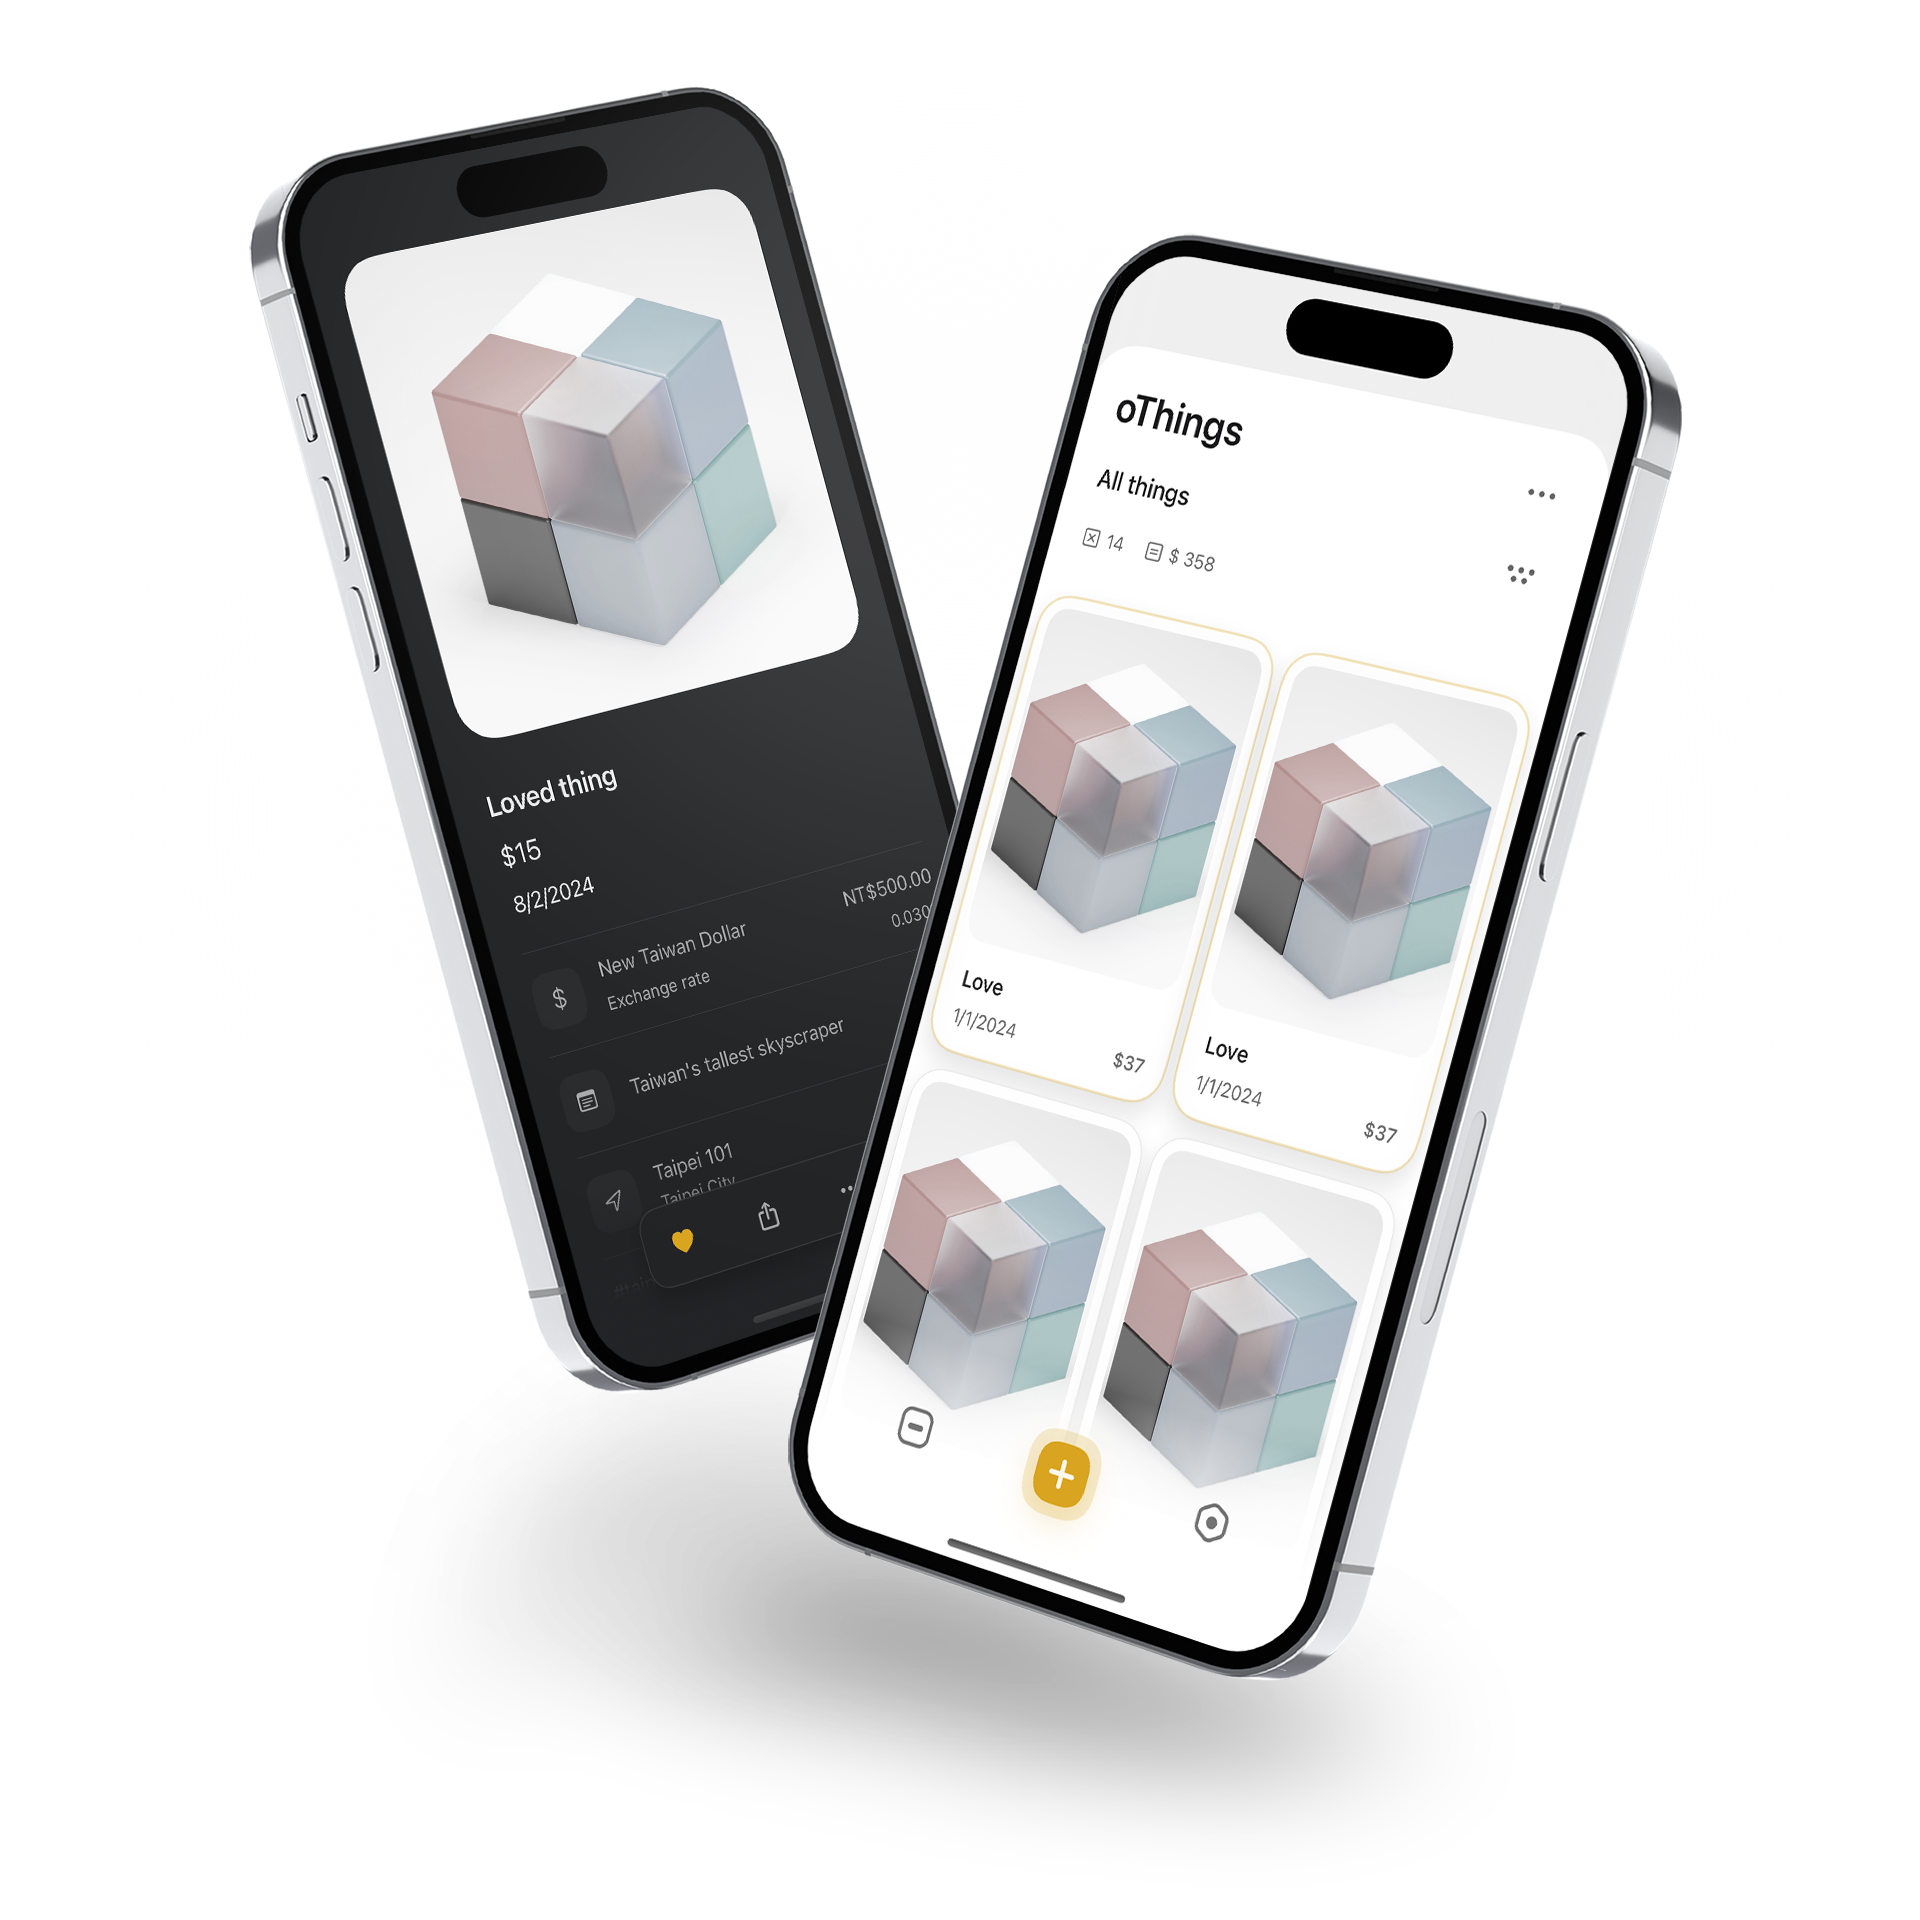 Loved thing
$15
8/2/2024
New Taiwan Dollar
NT$500.00
Exchange rate
0.030
Taiwan's tallest skyscraper
Taipei 101
Taipei City
oThings
All things
14
$ 358
Love
1/1/2024
$37
Love
1/1/2024
$37